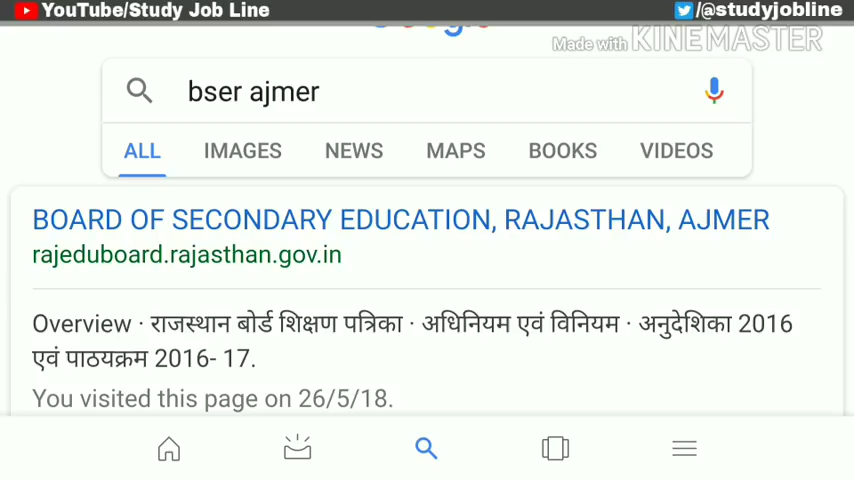 YouTube/Study Job Line
/@studyjobline
Made with KINEMASTER
bser ajmer
ALL IMAGES NEWS MAPS BOOKS VIDEOS
BOARD OF SECONDARY EDUCATION, RAJASTHAN, AJMER
rajeduboard.rajasthan.gov.in
Overview · राजस्थान बोर्ड शिक्षण पत्रिका · अधिनियम एवं विनियम · अनुदेशिका 2016
एवं पाठयक्रम 2016- 17.
You visited this page on 26/5/18.